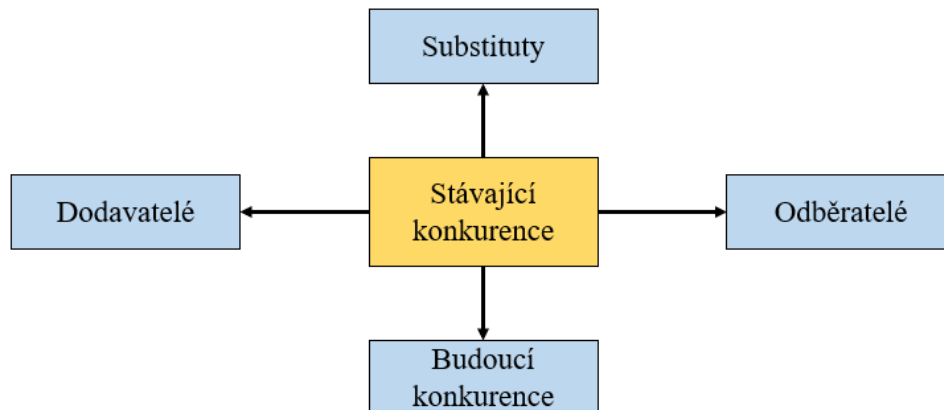 Substituty
Dodavatelé
Stávající
konkurence
Odběratelé
Budoucí
konkurence